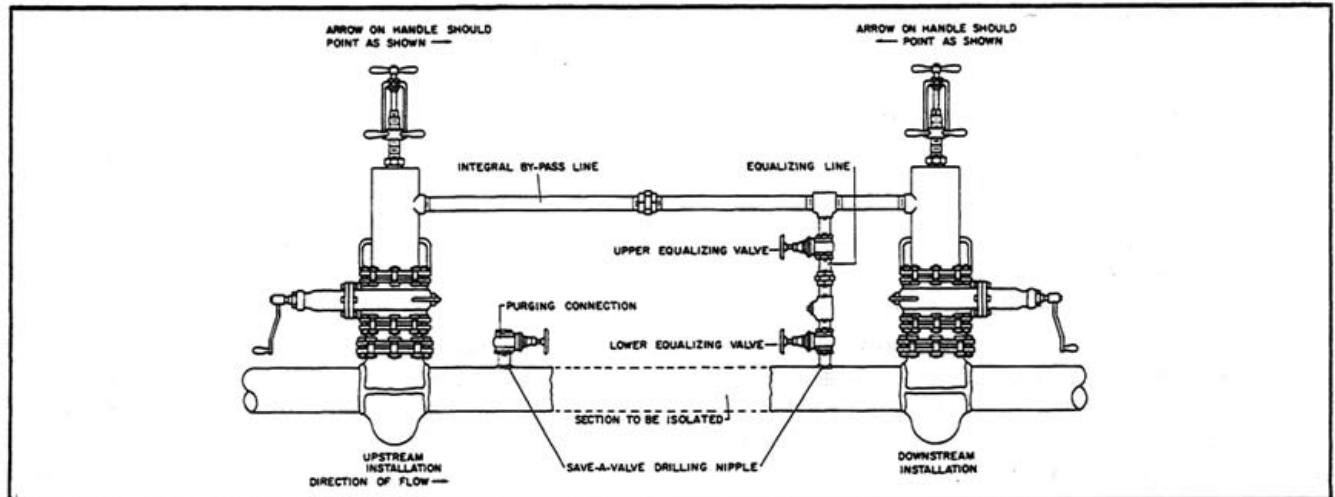 ARROW ON HANDLE SHOULD
POINT AS SHOWN →
ARROW ON HANDLE SHOULD
← POINT AS SHOWN
INTEGRAL BY-PASS LINE
EQUALIZING LINE
UPPER EQUALIZING VALVE
PURGING CONNECTION
LOWER EQUALIZING VALVE
SECTION TO BE ISOLATED
UPSTREAM
INSTALLATION
DIRECTION OF FLOW →
SAVE-A-VALVE DRILLING NIPPLE
DOWNSTREAM
INSTALLATION